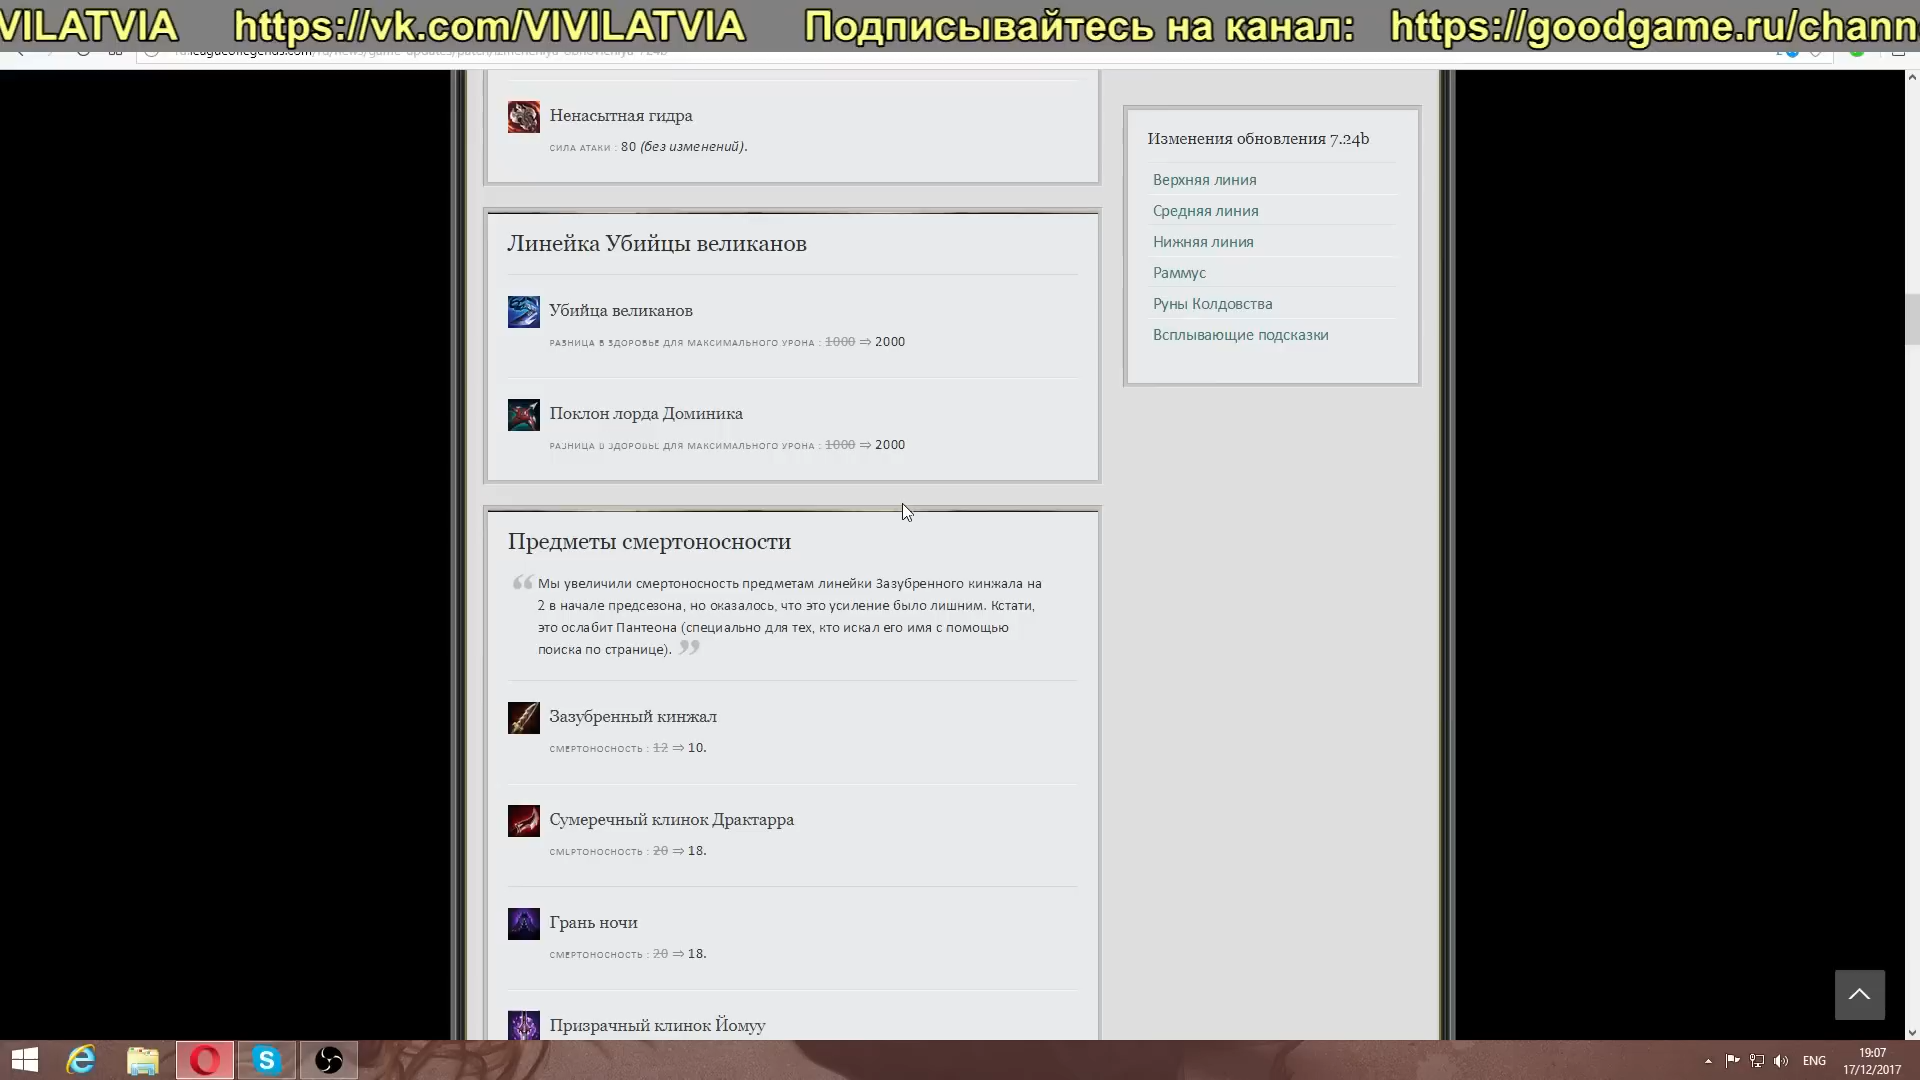 VILATVIA https://vk.com/VIVILATVIA Подписывайтесь на канал: https://goodgame.ru/chann
Ненасытная гидра
СИЛА АТАКИ : 80 (без изменений).
Линейка Убийцы великанов
Убийца великанов
РАЗНИЦА В ЗДОРОВЬЕ ДЛЯ МАКСИМАЛЬНОГО УРОНА : 1000 ⇒ 2000
Поклон лорда Доминика
РАЗНИЦА В ЗДОРОВЬЕ ДЛЯ МАКСИМАЛЬНОГО УРОНА : 1000 ⇒ 2000
Предметы смертоносности
“ Мы увеличили смертоносность предметам линейки Зазубренного кинжала на
2 в начале предсезона, но оказалось, что это усиление было лишним. Кстати,
это ослабит Пантеона (специально для тех, кто искал его имя с помощью
поиска по странице). ”
Зазубренный кинжал
СМЕРТОНОСНОСТЬ : 12 ⇒ 10.
Сумеречный клинок Драктарра
СМЕРТОНОСНОСТЬ : 20 ⇒ 18.
Грань ночи
СМЕРТОНОСНОСТЬ : 20 ⇒ 18.
Призрачный клинок Йомуу
Изменения обновления 7.24b
Верхняя линия
Средняя линия
Нижняя линия
Раммус
Руны Колдовства
Всплывающие подсказки
ENG
19:07
17/12/2017